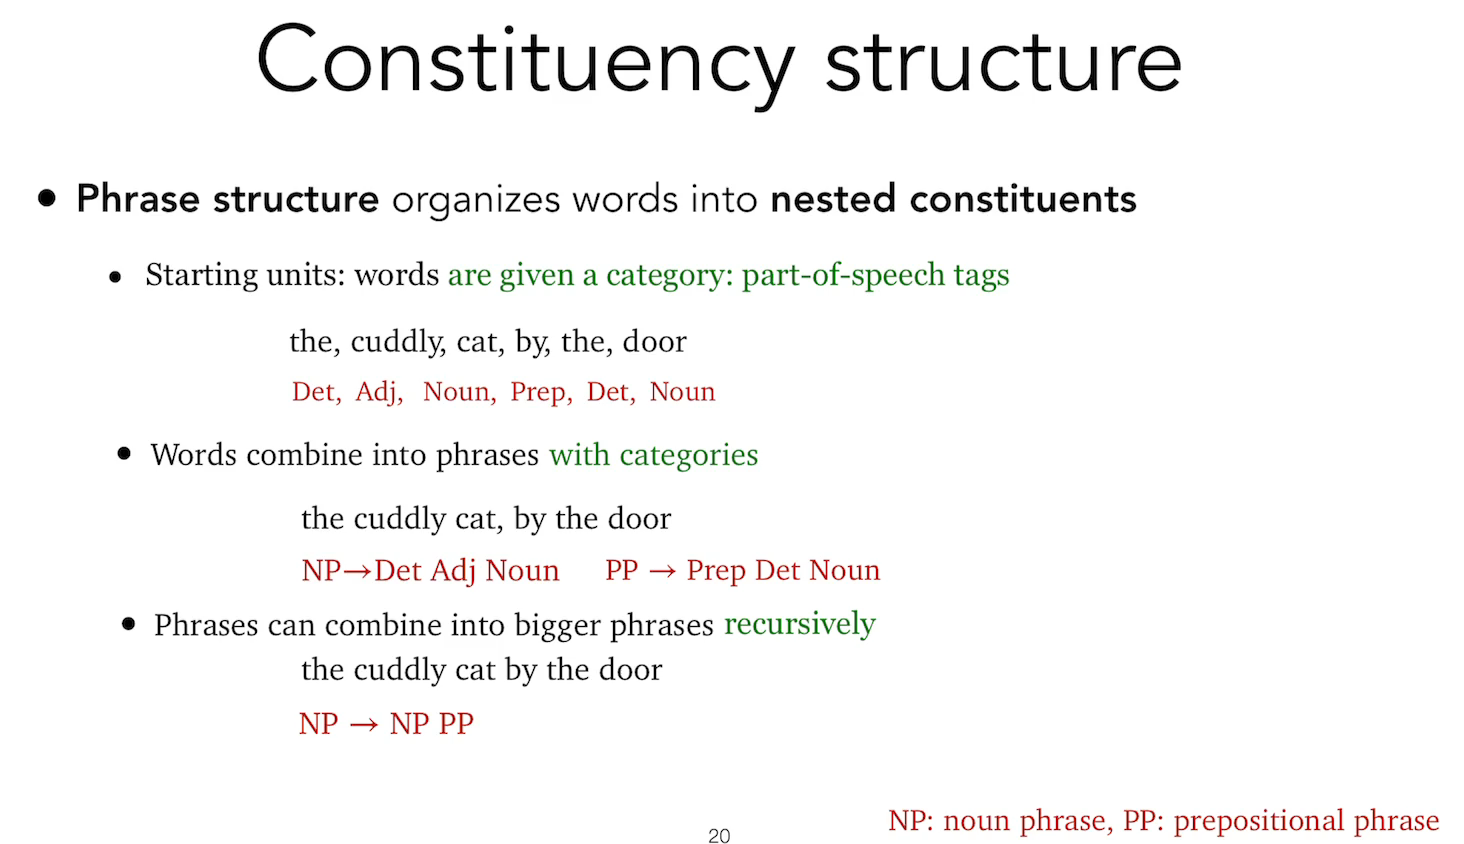 Constituency structure
• Phrase structure organizes words into nested constituents
• Starting units: words are given a category: part-of-speech tags
the, cuddly, cat, by, the, door
Det, Adj, Noun, Prep, Det, Noun
• Words combine into phrases with categories
the cuddly cat, by the door
NP→Det Adj Noun PP → Prep Det Noun
• Phrases can combine into bigger phrases recursively
the cuddly cat by the door
NP → NP PP
NP: noun phrase, PP: prepositional phrase
20